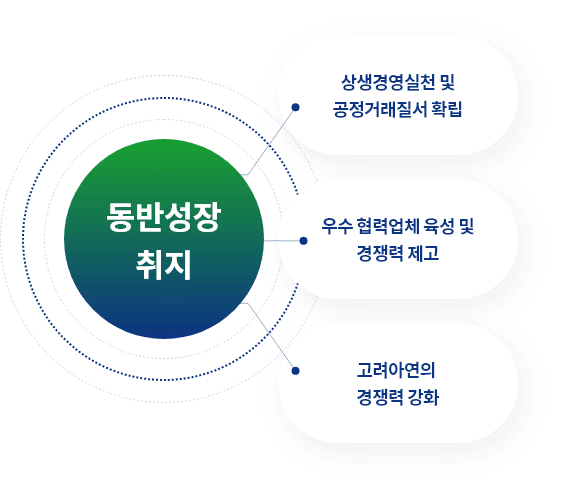 동반성장
취지
상생경영실천 및
공정거래질서 확립
우수 협력업체 육성 및
경쟁력 제고
고려아연의
경쟁력 강화